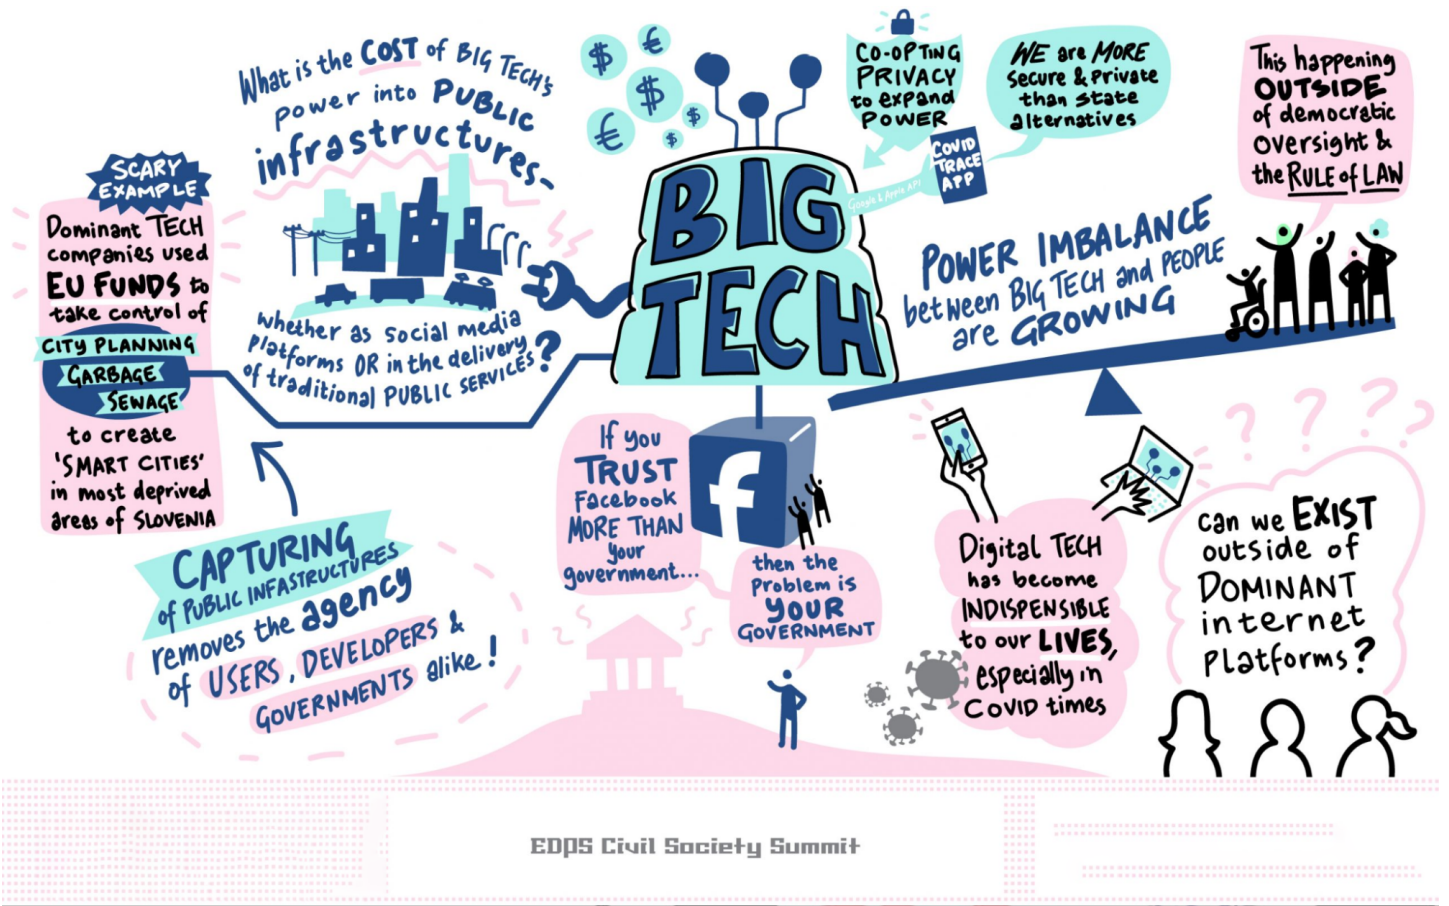 What is the COST of BIG TECH's
power into PUBLIC
infrastructures-
whether as social media
platforms OR in the delivery
of traditional PUBLIC SERVICES?
SCARY
EXAMPLE
Dominant TECH
companies used
EU FUNDS to
take control of
CITY PLANNING
GARBAGE
SEWAGE
to create
'SMART CITIES'
in most deprived
areas of SLOVENIA
CAPTURING
of PUBLIC INFASTRUCTURES
removes the agency
of USERS, DEVELOPERS &
GOVERNMENTS alike!
$
€
$
€
$
$
BIG
TECH
CO-OPTING
PRIVACY
to expand
POWER
WE are MORE
secure & private
than state
alternatives
Google & Apple API
COVID
TRACE
APP
This happening
OUTSIDE
of democratic
oversight &
the RULE of LAW
POWER IMBALANCE
between BIG TECH and PEOPLE
are GROWING
If you
TRUST
Facebook
MORE THAN
your
government...
f
then the
Problem is
YOUR
GOVERNMENT
Digital TECH
has become
INDISPENSIBLE
to our LIVES,
especially in
COVID times
? ? ? ?
can we EXIST
outside of
DOMINANT
internet
platforms?
EDPS Civil Society Summit